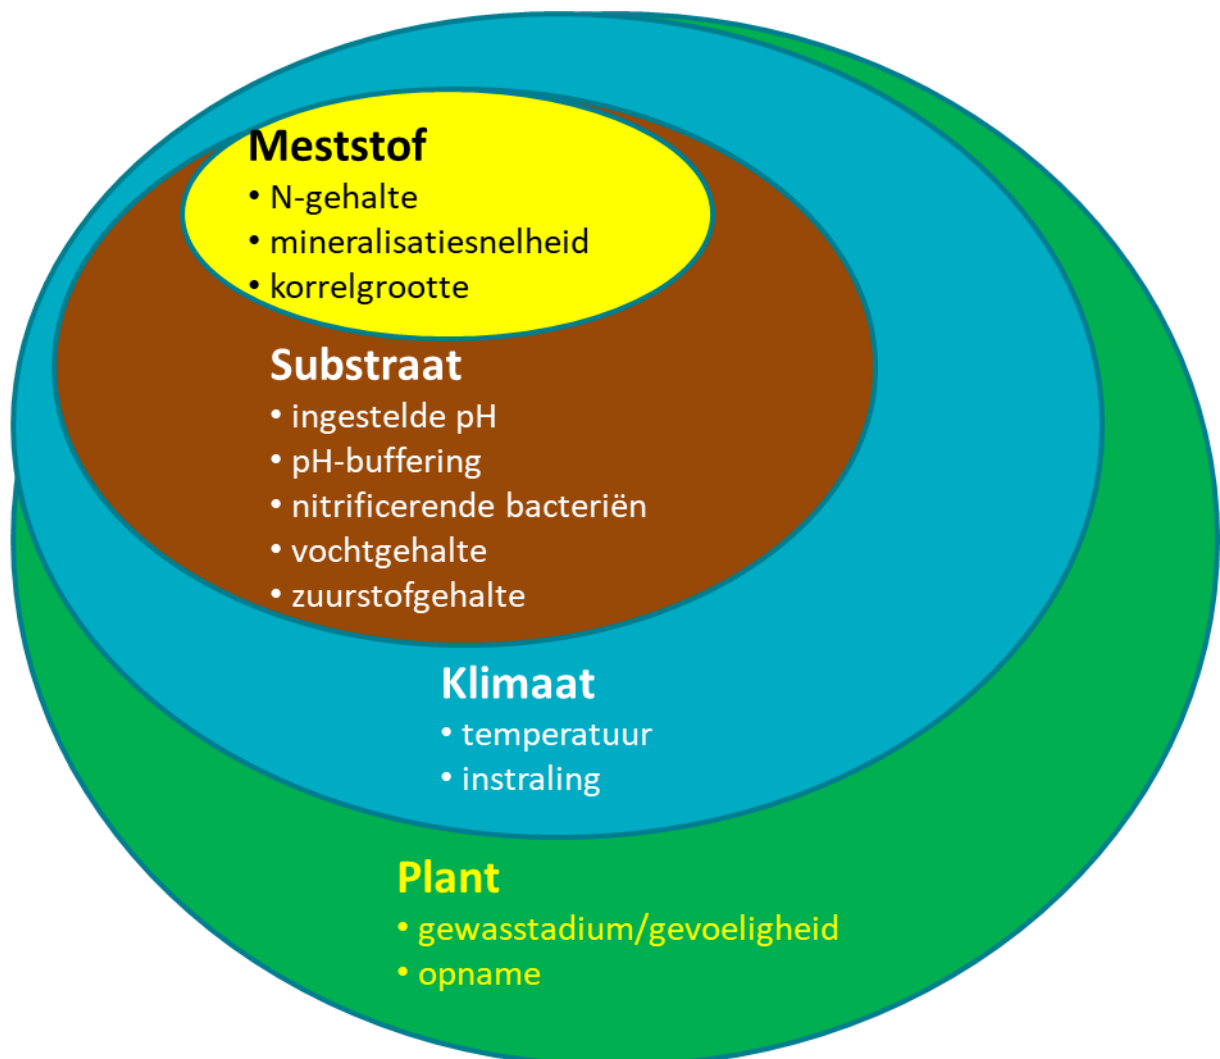 Meststof
• N-gehalte
• mineralisatiesnelheid
• korrelgrootte
Substraat
• ingestelde pH
• pH-buffering
• nitrificerende bacteriën
• vochtgehalte
• zuurstofgehalte
Klimaat
• temperatuur
• instraling
Plant
• gewasstadium/gevoeligheid
• opname